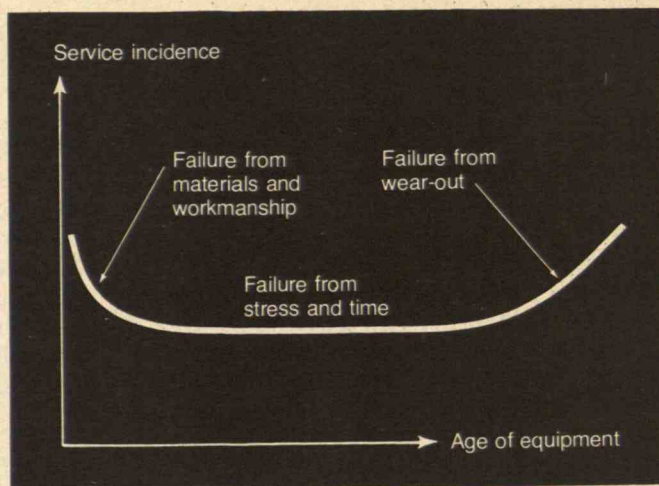 Service incidence
Failure from
materials and
workmanship
Failure from
wear-out
Failure from
stress and time
Age of equipment